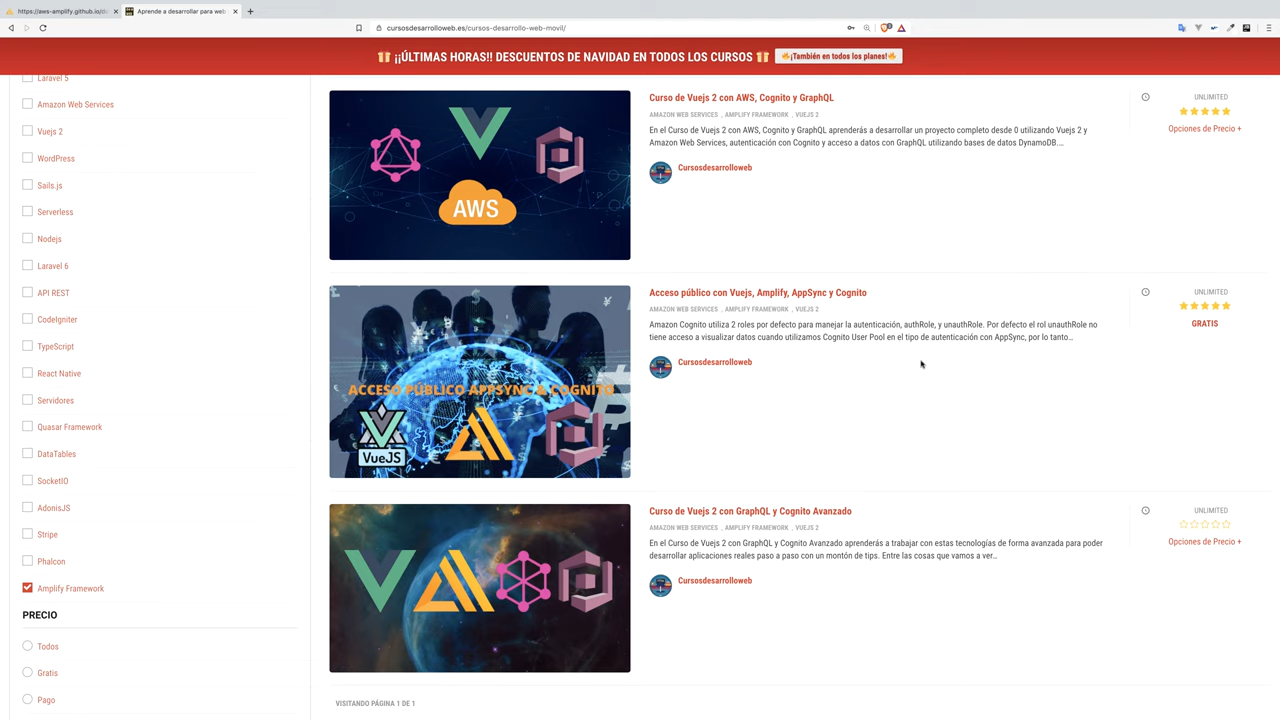 https://aws-amplify.github.io/do
Aprende a desarrollar para web
cursosdesarrolloweb.es/cursos-desarrollo-web-movil/
¡¡ÚLTIMAS HORAS!! DESCUENTOS DE NAVIDAD EN TODOS LOS CURSOS
¡También en todos los planes!
Laravel 5
Amazon Web Services
Vuejs 2
WordPress
Sails.js
Serverless
Nodejs
Laravel 6
API REST
CodeIgniter
TypeScript
React Native
Servidores
Quasar Framework
DataTables
SocketIO
AdonisJS
Stripe
Phalcon
Amplify Framework
PRECIO
Todos
Gratis
Pago
AWS
Curso de Vuejs 2 con AWS, Cognito y GraphQL
AMAZON WEB SERVICES , AMPLIFY FRAMEWORK , VUEJS 2
En el Curso de Vuejs 2 con AWS, Cognito y GraphQL aprenderás a desarrollar un proyecto completo desde 0 utilizando Vuejs 2 y
Amazon Web Services, autenticación con Cognito y acceso a datos con GraphQL utilizando bases de datos DynamoDB....
Cursosdesarrolloweb
UNLIMITED
Opciones de Precio +
ACCESO PÚBLICO APPSYNC & COGNITO
VueJS
Acceso público con Vuejs, Amplify, AppSync y Cognito
AMAZON WEB SERVICES , AMPLIFY FRAMEWORK , VUEJS 2
Amazon Cognito utiliza 2 roles por defecto para manejar la autenticación, authRole, y unauthRole. Por defecto el rol unauthRole no
tiene acceso a visualizar datos cuando utilizamos Cognito User Pool en el tipo de autenticación con AppSync, por lo tanto...
Cursosdesarrolloweb
UNLIMITED
GRATIS
Curso de Vuejs 2 con GraphQL y Cognito Avanzado
AMAZON WEB SERVICES , AMPLIFY FRAMEWORK , VUEJS 2
En el Curso de Vuejs 2 con GraphQL y Cognito Avanzado aprenderás a trabajar con estas tecnologías de forma avanzada para poder
desarrollar aplicaciones reales paso a paso con un montón de tips. Entre las cosas que vamos a ver...
Cursosdesarrolloweb
UNLIMITED
Opciones de Precio +
VISITANDO PÁGINA 1 DE 1